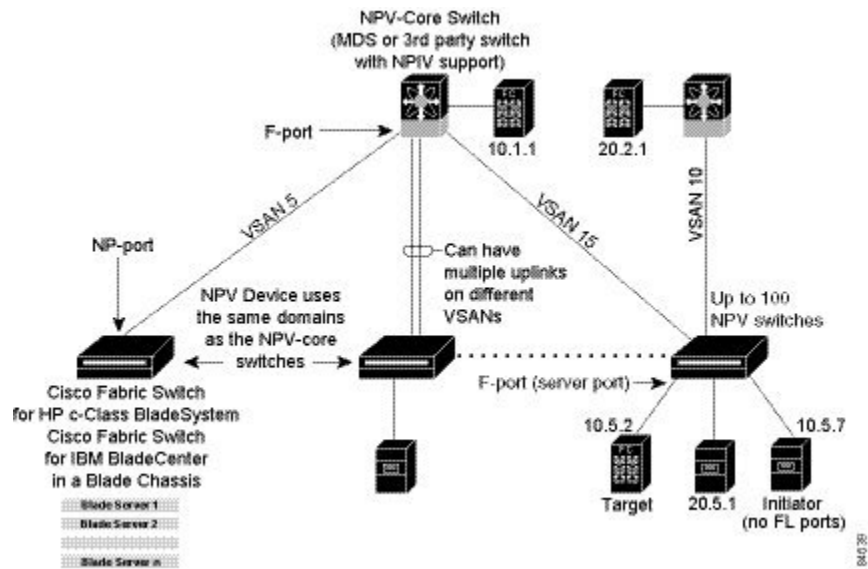 NPV-Core Switch
(MDS or 3rd party switch
with NPIV support)
F-port
FC
10.1.1
FC
20.2.1
VSAN 5
VSAN 15
VSAN 10
NP-port
Can have
multiple uplinks
on different
VSANs
NPV Device uses
the same domains
as the NPV-core
switches
Up to 100
NPV switches
Cisco Fabric Switch
for HP c-Class BladeSystem
Cisco Fabric Switch
for IBM BladeCenter
in a Blade Chassis
F-port (server port)
10.5.2
10.5.7
FC
Target
20.5.1
Initiator
(no FL ports)
Blade Server 1
Blade Server 2
Blade Server n